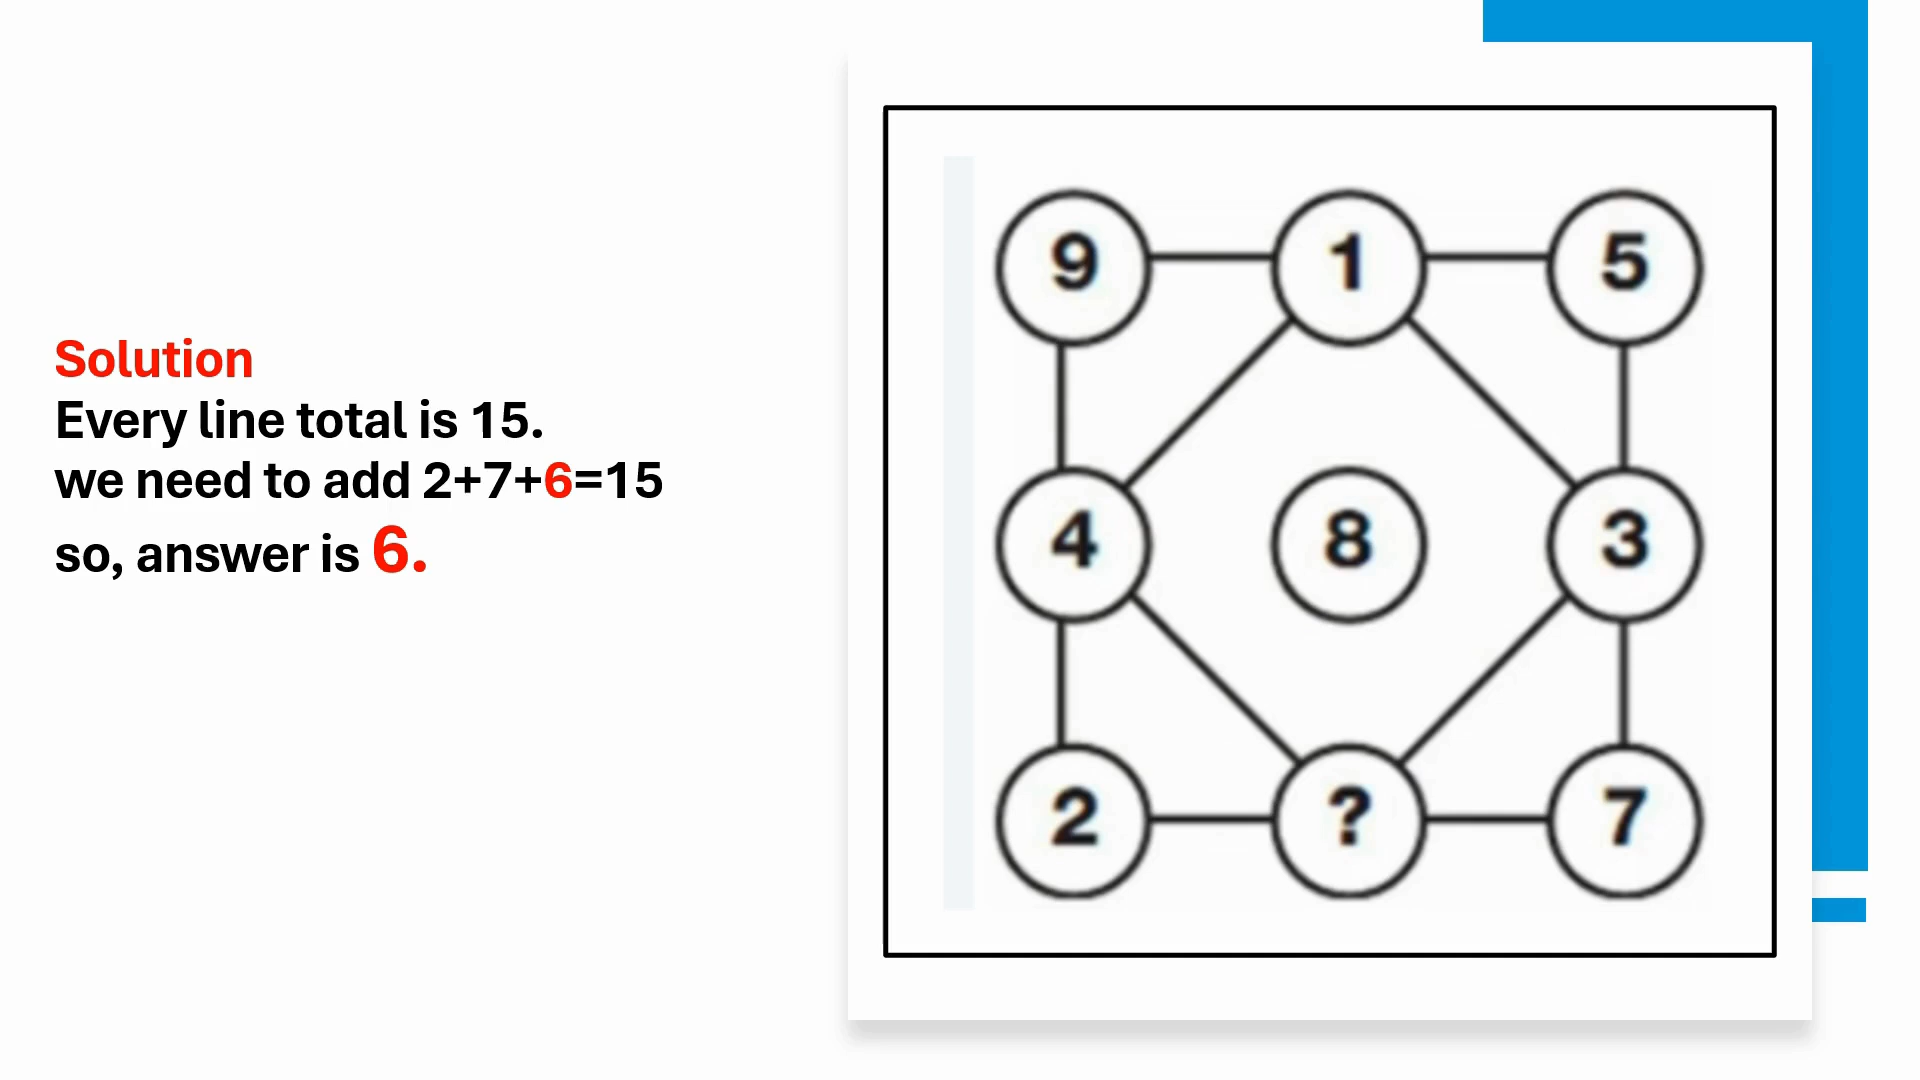 Solution
Every line total is 15.
we need to add 2+7+6=15
so, answer is 6.
9 1 5
4 8 3
2 ? 7